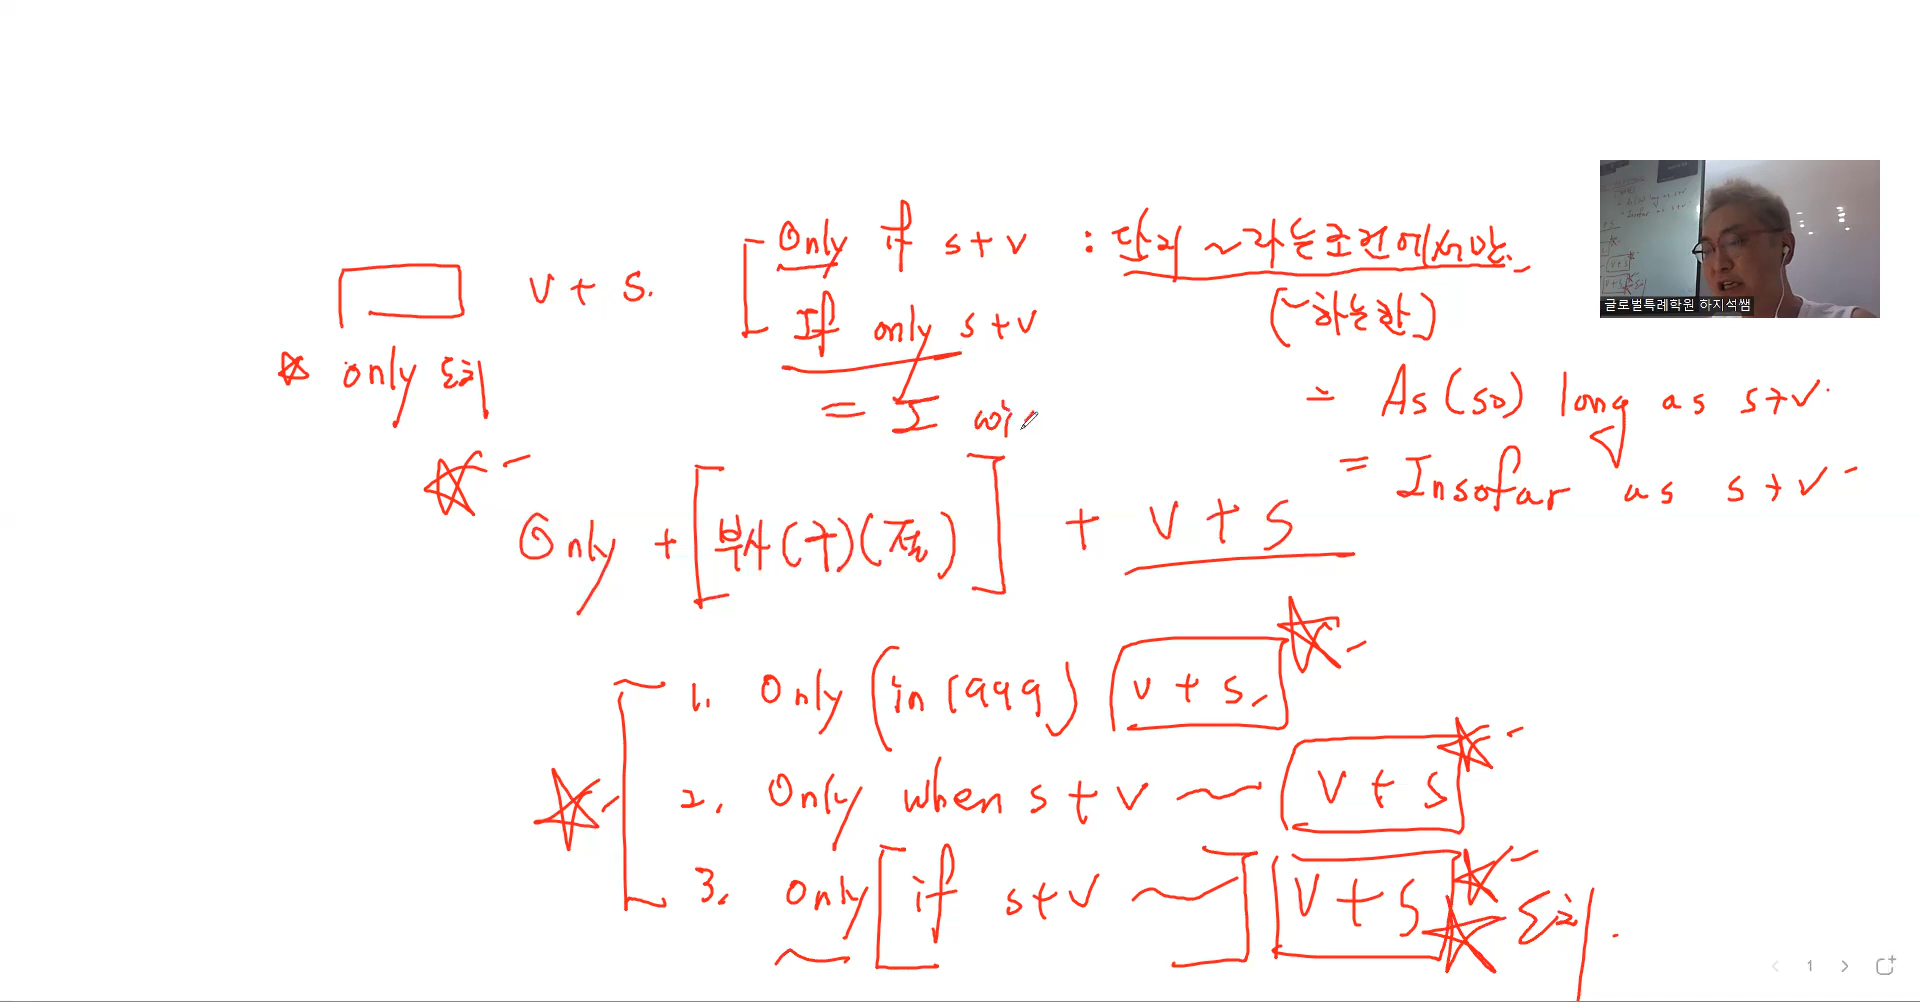 Only if s+v : 단지 ~라는조건에서만.
V + S.
If only s+v
(~하는한)
☆ only 도치
= I wi
= As (so) long as s+v.
= Insofar as s+v
Only + [부사(구)(절)] + V+S
1. Only (in 1999) V+S.
2. Only when s+v ~ V+S
3. Only [if s+v ~] V+S 도치.
글로벌특례학원 하지석쌤
1